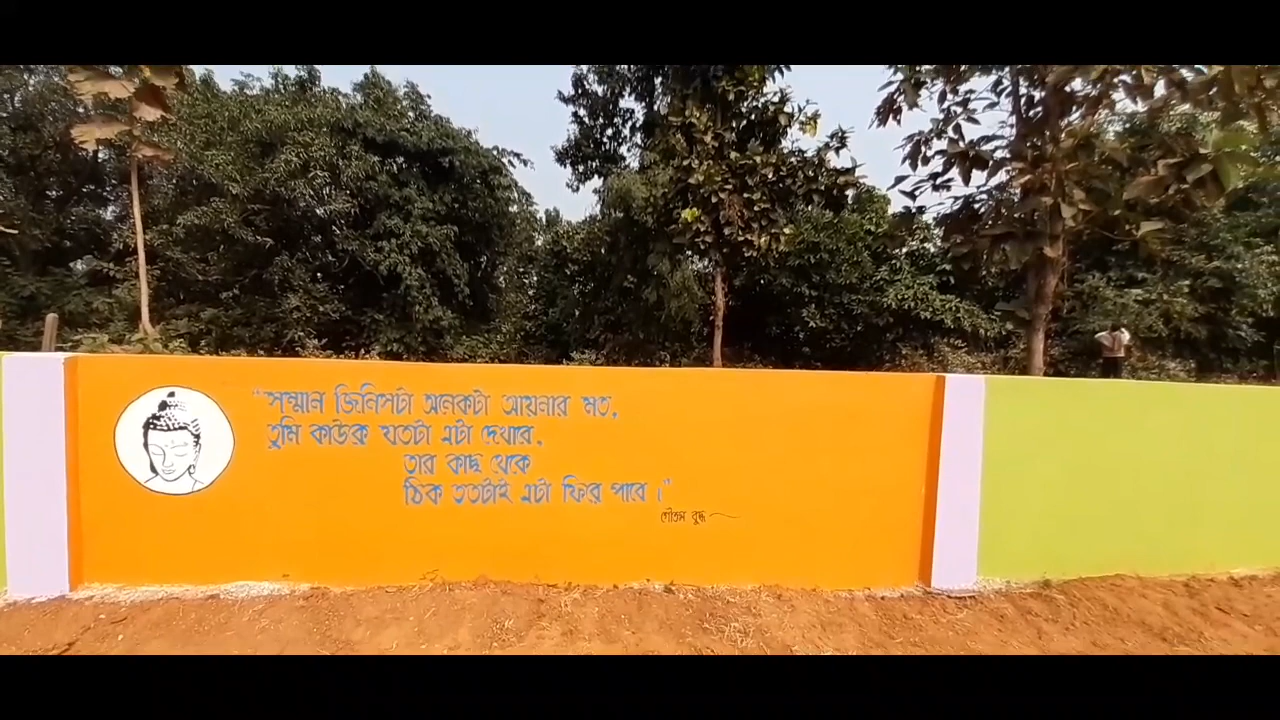 “সম্মান জিনিসটা অনেকটা আয়নার মত,
তুমি কাউকে যতটা এটা দেখাবে,
তার কাছ থেকে
ঠিক ততটাই এটা ফিরে পাবে।”
গৌতম বুদ্ধ